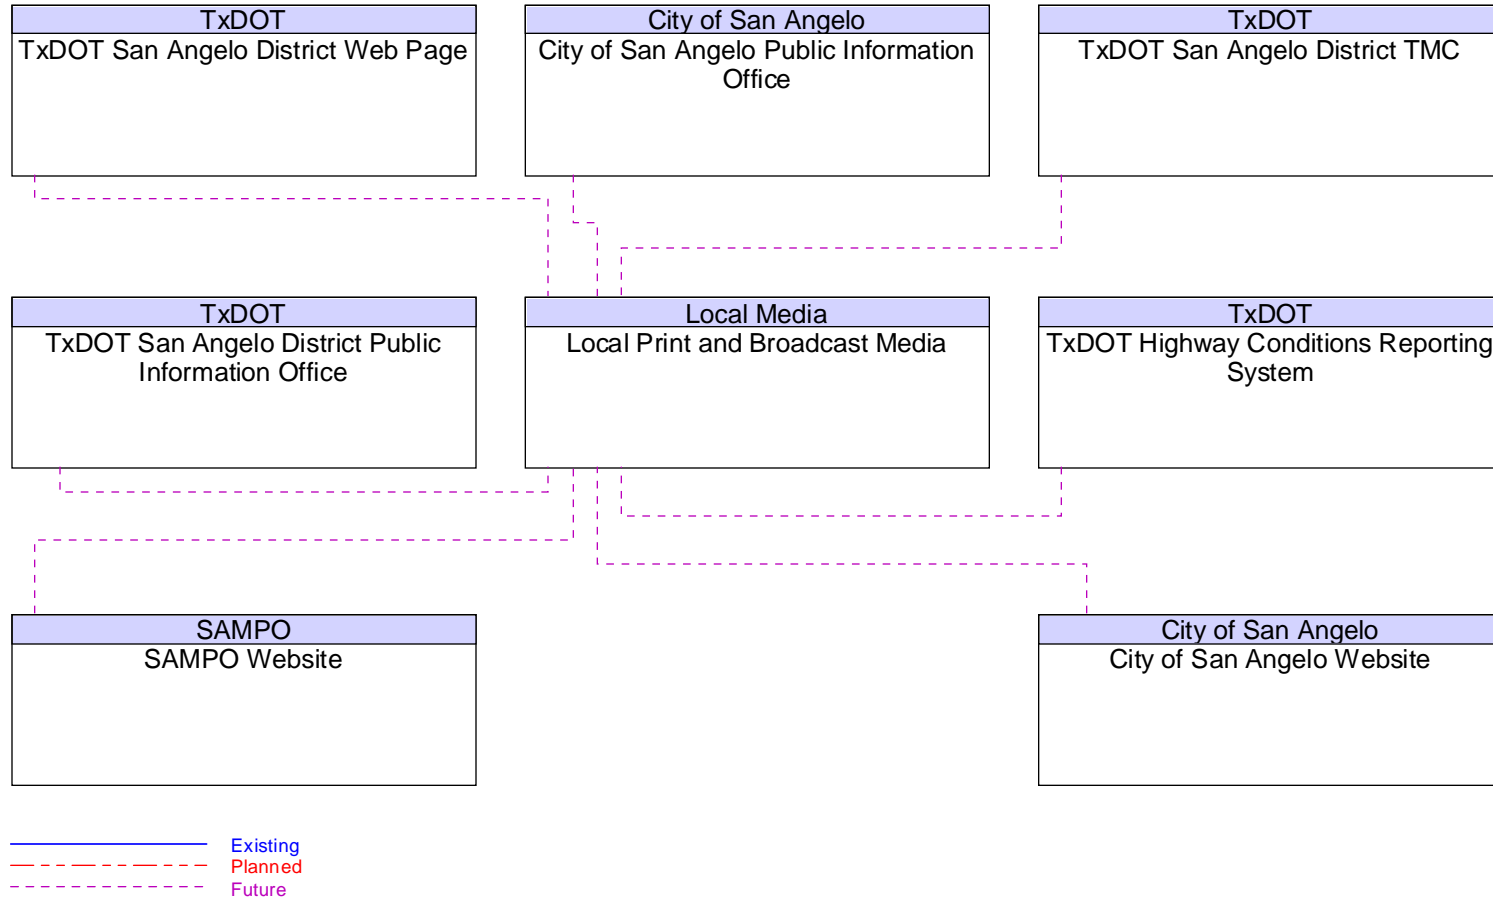 TxDOT
TxDOT San Angelo District Web Page
City of San Angelo
City of San Angelo Public Information
Office
TxDOT
TxDOT San Angelo District TMC
TxDOT
TxDOT San Angelo District Public
Information Office
Local Media
Local Print and Broadcast Media
TxDOT
TxDOT Highway Conditions Reporting
System
SAMPO
SAMPO Website
City of San Angelo
City of San Angelo Website
Existing
Planned
Future